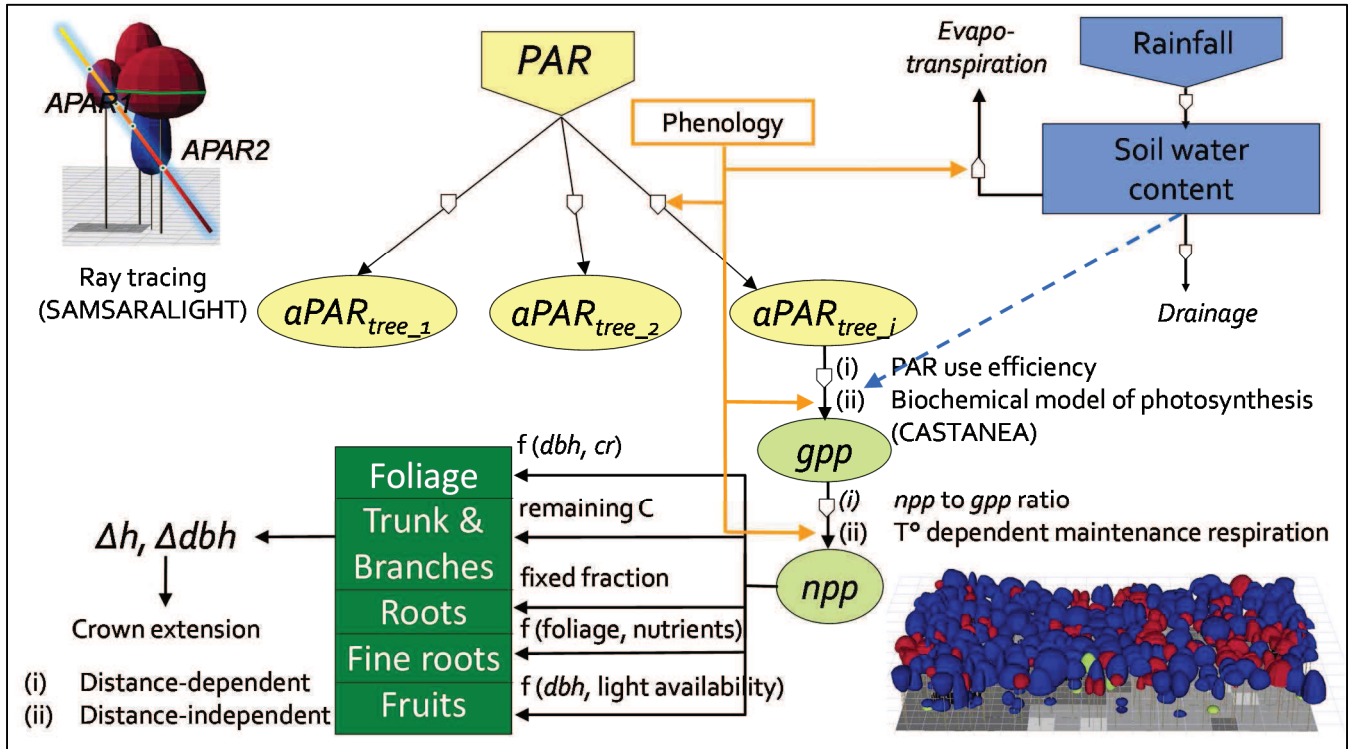 PAR
Evapo-
transpiration
Rainfall
APAR1
APAR2
Phenology
Soil water
content
Ray tracing
(SAMSARALIGHT)
aPARtree_1
aPARtree_2
aPARtree_i
Drainage
(i) PAR use efficiency
(ii) Biochemical model of photosynthesis
(CASTANEA)
gpp
(i) npp to gpp ratio
(ii) T° dependent maintenance respiration
npp
f (dbh, cr)
Foliage
remaining C
Trunk &
Branches
fixed fraction
Roots
f (foliage, nutrients)
Fine roots
f (dbh, light availability)
Fruits
Δh, Δdbh
Crown extension
(i) Distance-dependent
(ii) Distance-independent